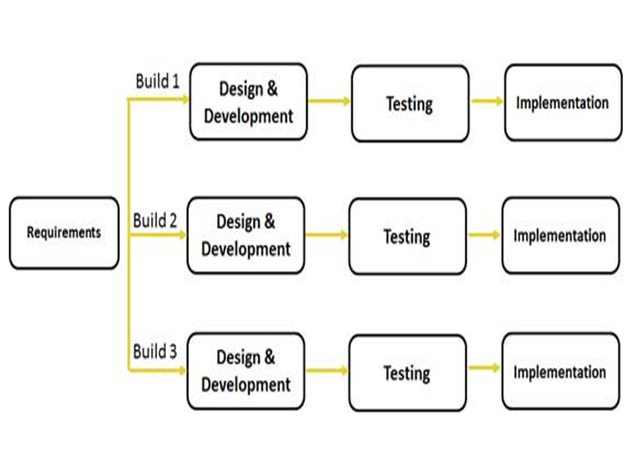 Build 1
Design &
Development
Testing
Implementation
Requirements
Build 2
Design &
Development
Testing
Implementation
Build 3
Design &
Development
Testing
Implementation